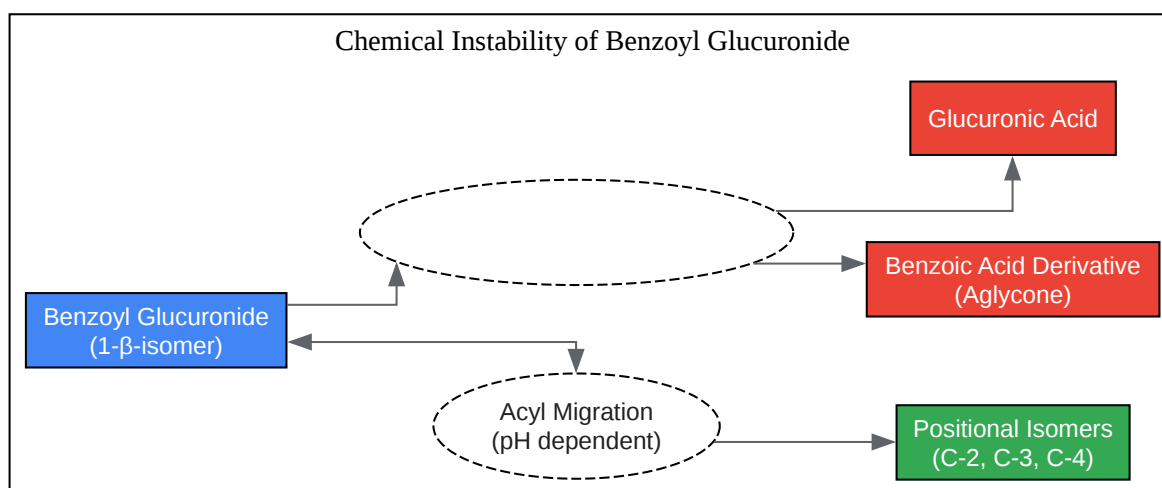 Chemical Instability of Benzoyl Glucuronide
Glucuronic Acid
Benzoic Acid Derivative
(Aglycone)
Benzoyl Glucuronide
(1-β-isomer)
Acyl Migration
(pH dependent)
Positional Isomers
(C-2, C-3, C-4)